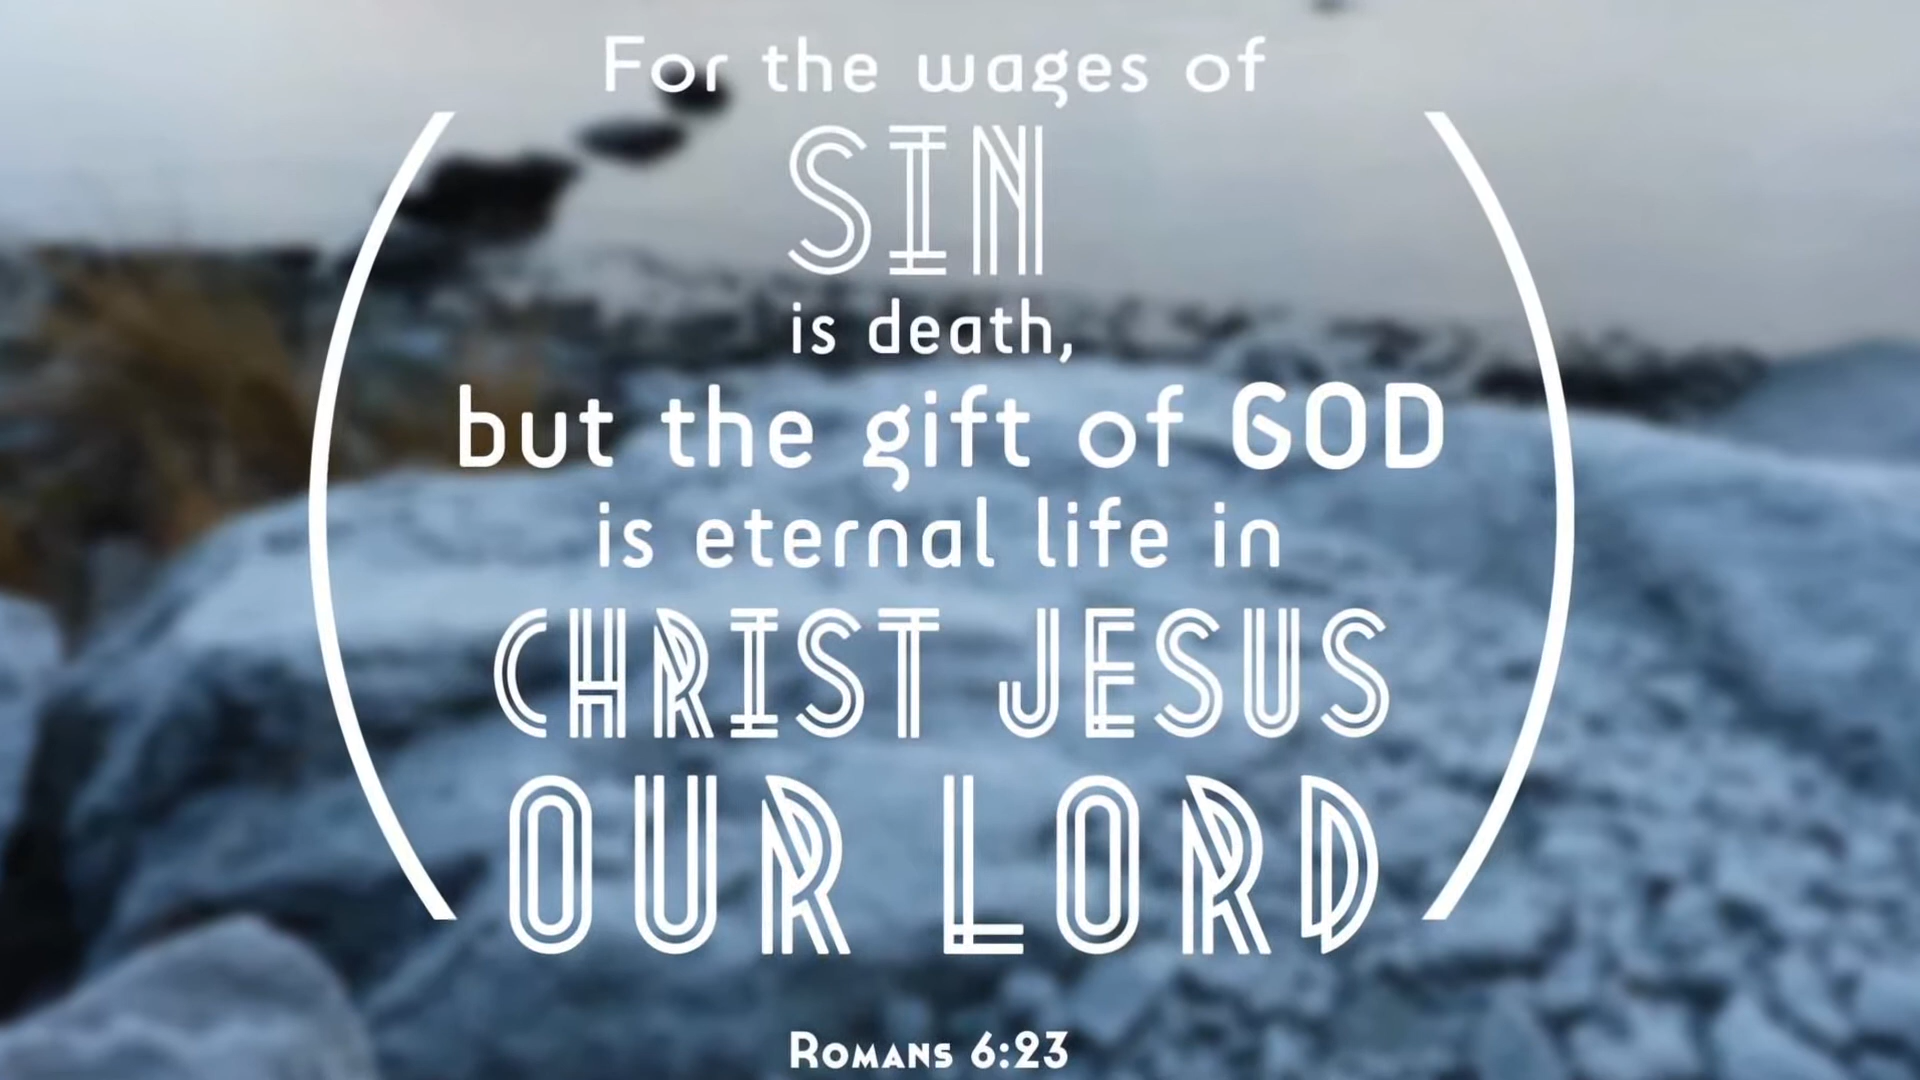 For the wages of
SIN
is death,
but the gift of GOD
is eternal life in
CHRIST JESUS
OUR LORD
ROMANS 6:23